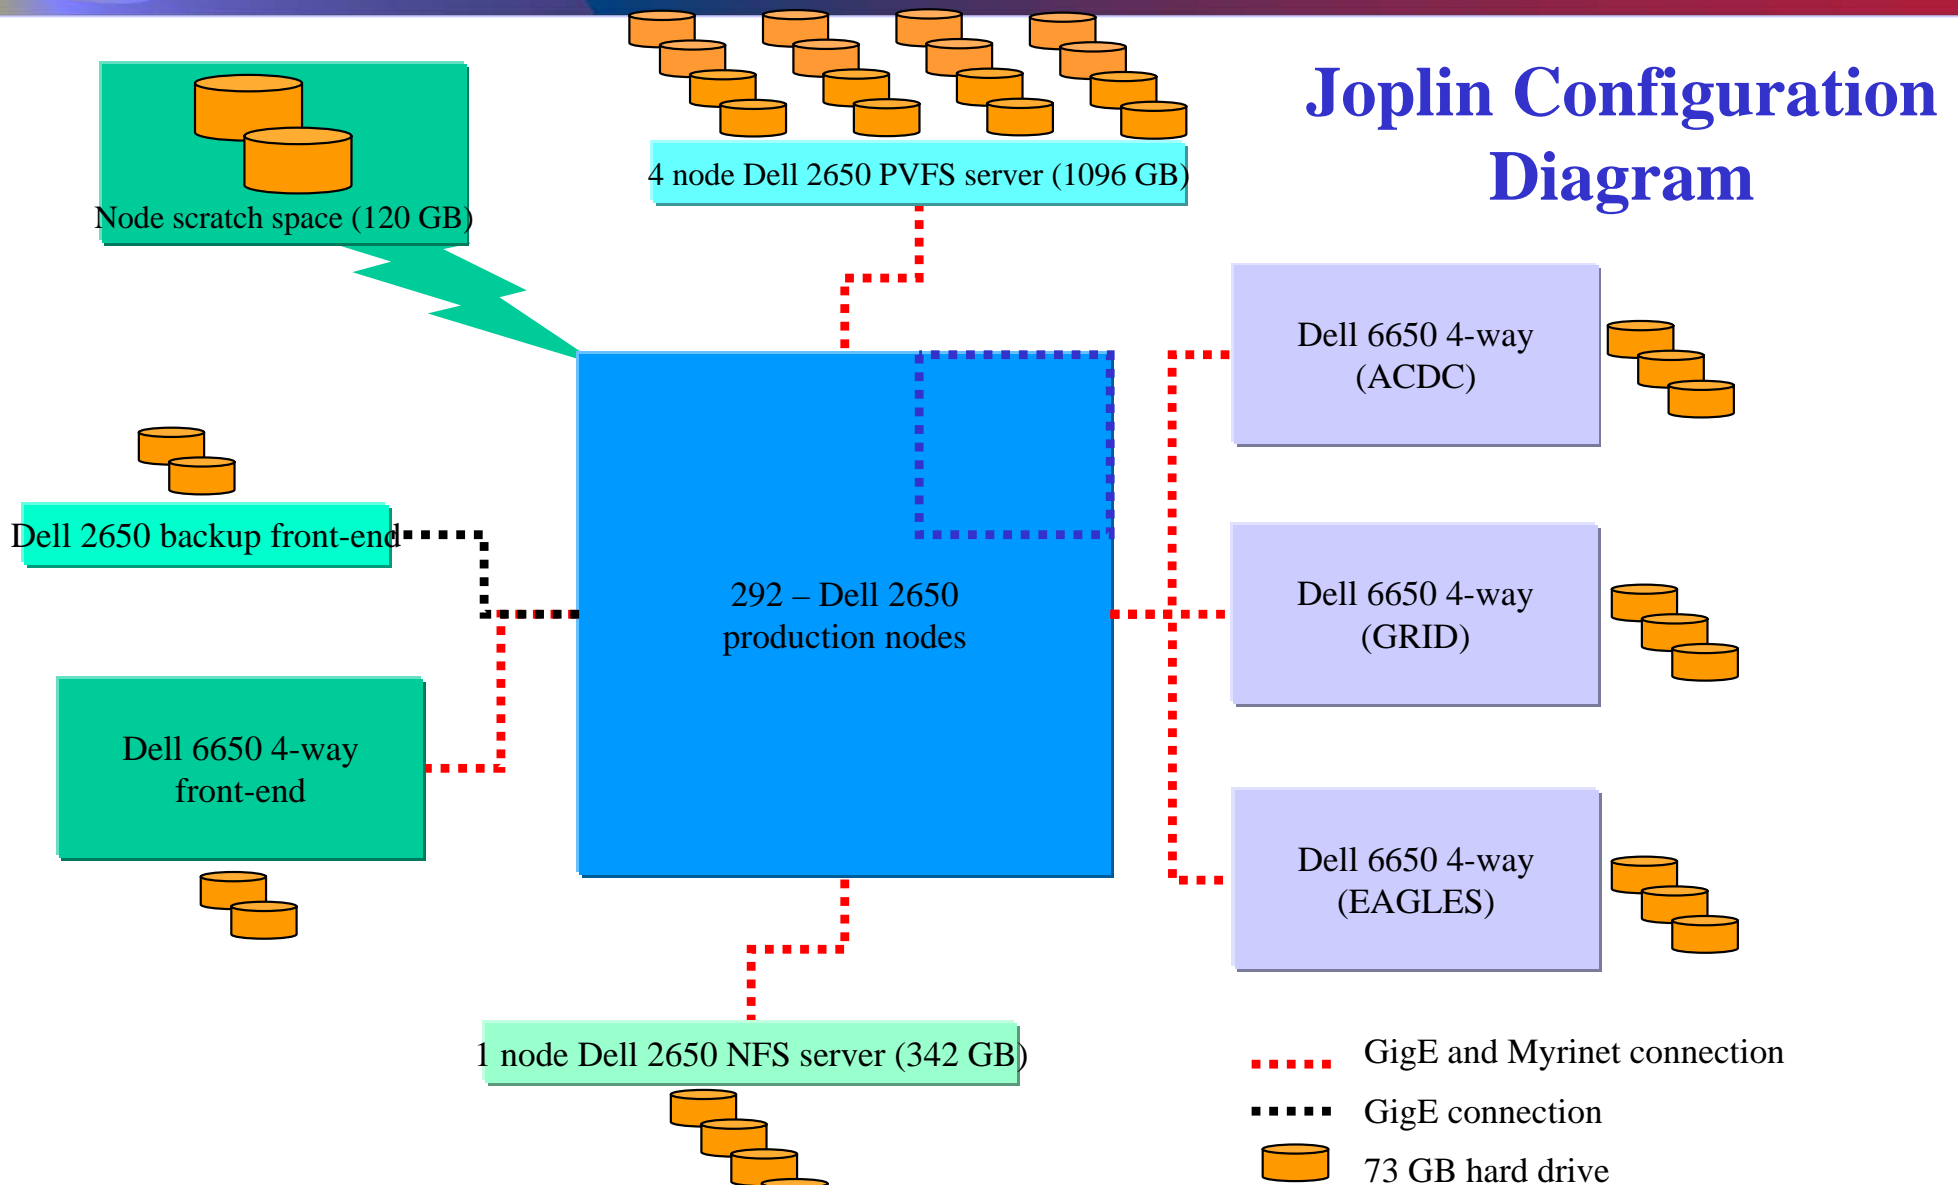 Joplin Configuration
Diagram
4 node Dell 2650 PVFS server (1096 GB)
Node scratch space (120 GB)
Dell 6650 4-way
(ACDC)
Dell 2650 backup front-end
292 – Dell 2650
production nodes
Dell 6650 4-way
(GRID)
Dell 6650 4-way
front-end
Dell 6650 4-way
(EAGLES)
1 node Dell 2650 NFS server (342 GB)
GigE and Myrinet connection
GigE connection
73 GB hard drive